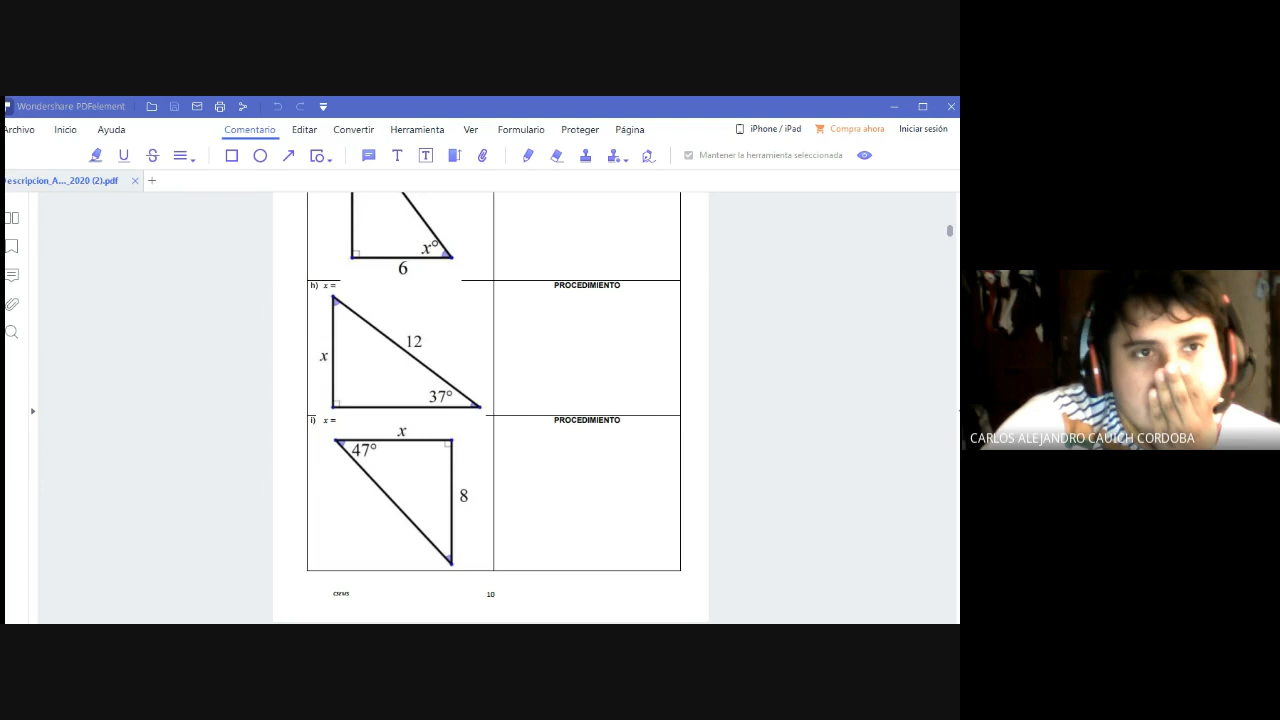 Wondershare PDFelement
Archivo Inicio Ayuda Comentario Editar Convertir Herramienta Ver Formulario Proteger Página iPhone / iPad Compra ahora Iniciar sesión
Mantener la herramienta seleccionada
escripcion_A..._2020 (2).pdf
x°
6
h) x =
PROCEDIMIENTO
12
x
37°
i) x =
PROCEDIMIENTO
x
47°
8
CSEMS
10
CARLOS ALEJANDRO CAUICH CORDOBA